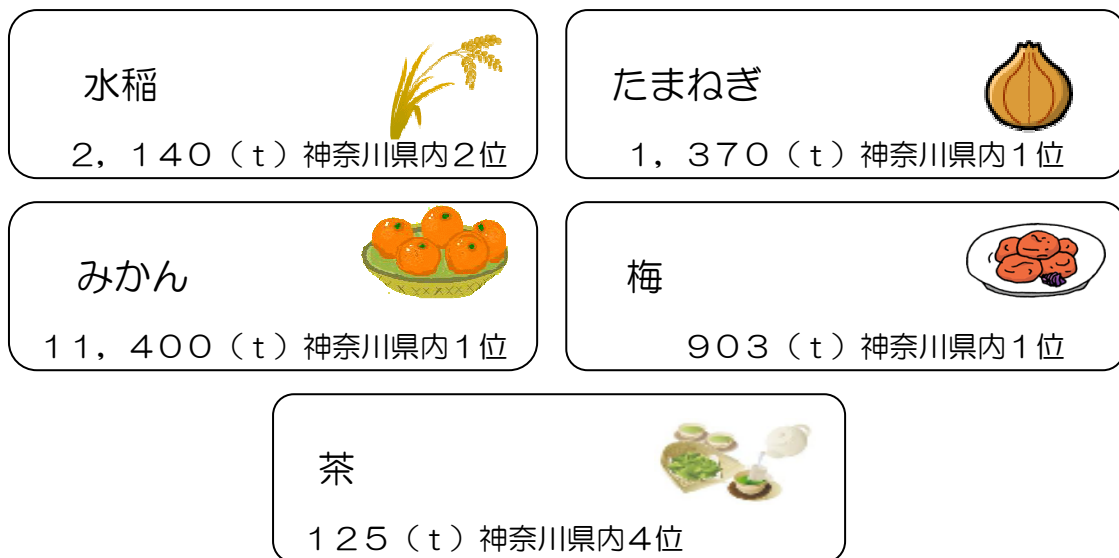 水稲
２，１４０（ｔ）神奈川県内２位
たまねぎ
１，３７０（ｔ）神奈川県内１位
みかん
１１，４００（ｔ）神奈川県内１位
梅
９０３（ｔ）神奈川県内１位
茶
１２５（ｔ）神奈川県内４位